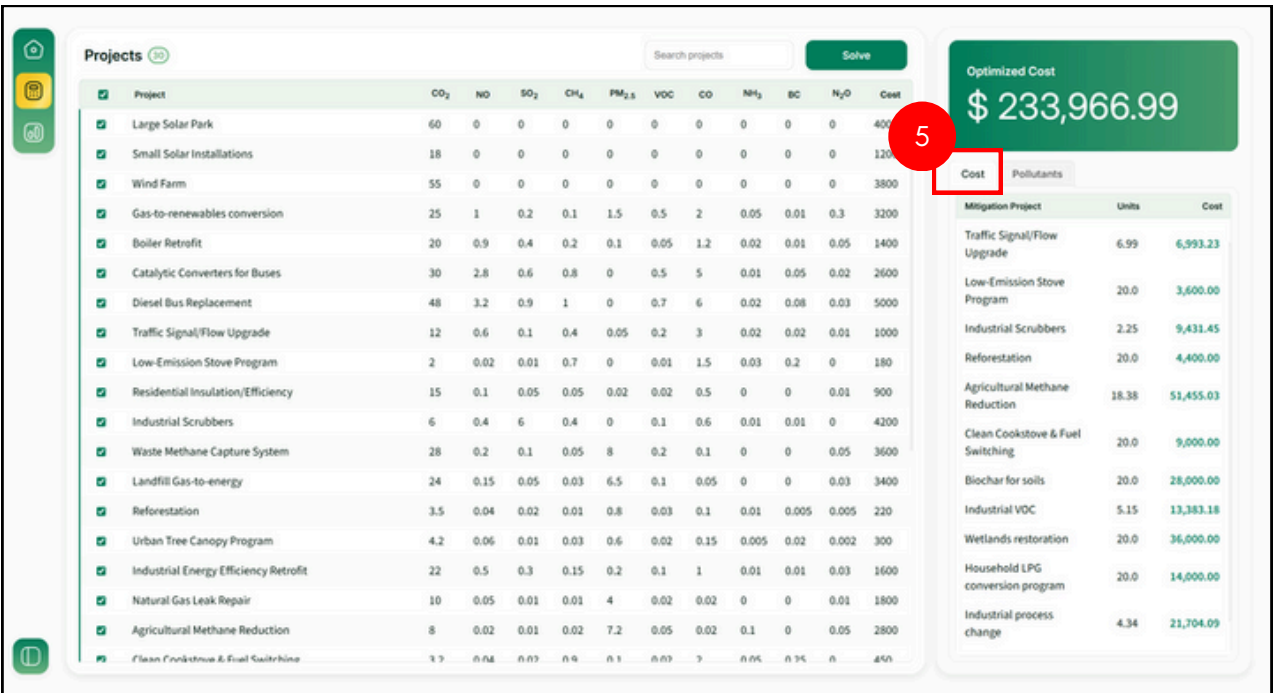 Projects 30
Search projects
Solve
Project CO₂ NO SO₂ CH₄ PM₂.₅ VOC CO NH₃ BC N₂O Cost
Large Solar Park 60 0 0 0 0 0 0 0 0 0
Small Solar Installations 18 0 0 0 0 0 0 0 0 0
Wind Farm 55 0 0 0 0 0 0 0 0 0 3800
Gas-to-renewables conversion 25 1 0.2 0.1 1.5 0.5 2 0.05 0.01 0.3 3200
Boiler Retrofit 20 0.9 0.4 0.2 0.1 0.05 1.2 0.02 0.01 0.05 1400
Catalytic Converters for Buses 30 2.8 0.6 0.8 0 0.5 5 0.01 0.05 0.02 2600
Diesel Bus Replacement 48 3.2 0.9 1 0 0.7 6 0.02 0.08 0.03 5000
Traffic Signal/Flow Upgrade 12 0.6 0.1 0.4 0.05 0.2 3 0.02 0.02 0.01 1000
Low-Emission Stove Program 2 0.02 0.01 0.7 0 0.01 1.5 0.03 0.2 0 180
Residential Insulation/Efficiency 15 0.1 0.05 0.05 0.02 0.02 0.5 0 0 0.01 900
Industrial Scrubbers 6 0.4 6 0.4 0 0.1 0.6 0.01 0.01 0 4200
Waste Methane Capture System 28 0.2 0.1 0.05 8 0.2 0.1 0 0 0.05 3600
Landfill Gas-to-energy 24 0.15 0.05 0.03 6.5 0.1 0.05 0 0 0.03 3400
Reforestation 3.5 0.04 0.02 0.01 0.8 0.03 0.1 0.01 0.005 0.005 220
Urban Tree Canopy Program 4.2 0.06 0.01 0.03 0.6 0.02 0.15 0.005 0.02 0.002 300
Industrial Energy Efficiency Retrofit 22 0.5 0.3 0.15 0.2 0.1 1 0.01 0.01 0.03 1600
Natural Gas Leak Repair 10 0.05 0.01 0.01 4 0.02 0.02 0 0 0.01 1800
Agricultural Methane Reduction 8 0.02 0.01 0.02 7.2 0.05 0.02 0.1 0 0.05 2800
Clean Cookstove & Fuel Switching 3.2 0.04 0.02 0.9 0.1 0.02 2 0.05 0.25 0 450
Optimized Cost
$ 233,966.99
5
Cost Pollutants
Mitigation Project Units Cost
Traffic Signal/Flow
Upgrade 6.99 6,993.23
Low-Emission Stove
Program 20.0 3,600.00
Industrial Scrubbers 2.25 9,431.45
Reforestation 20.0 4,400.00
Agricultural Methane
Reduction 18.38 51,455.03
Clean Cookstove & Fuel
Switching 20.0 9,000.00
Biochar for soils 20.0 28,000.00
Industrial VOC 5.15 13,383.18
Wetlands restoration 20.0 36,000.00
Household LPG
conversion program 20.0 14,000.00
Industrial process
change 4.34 21,704.09